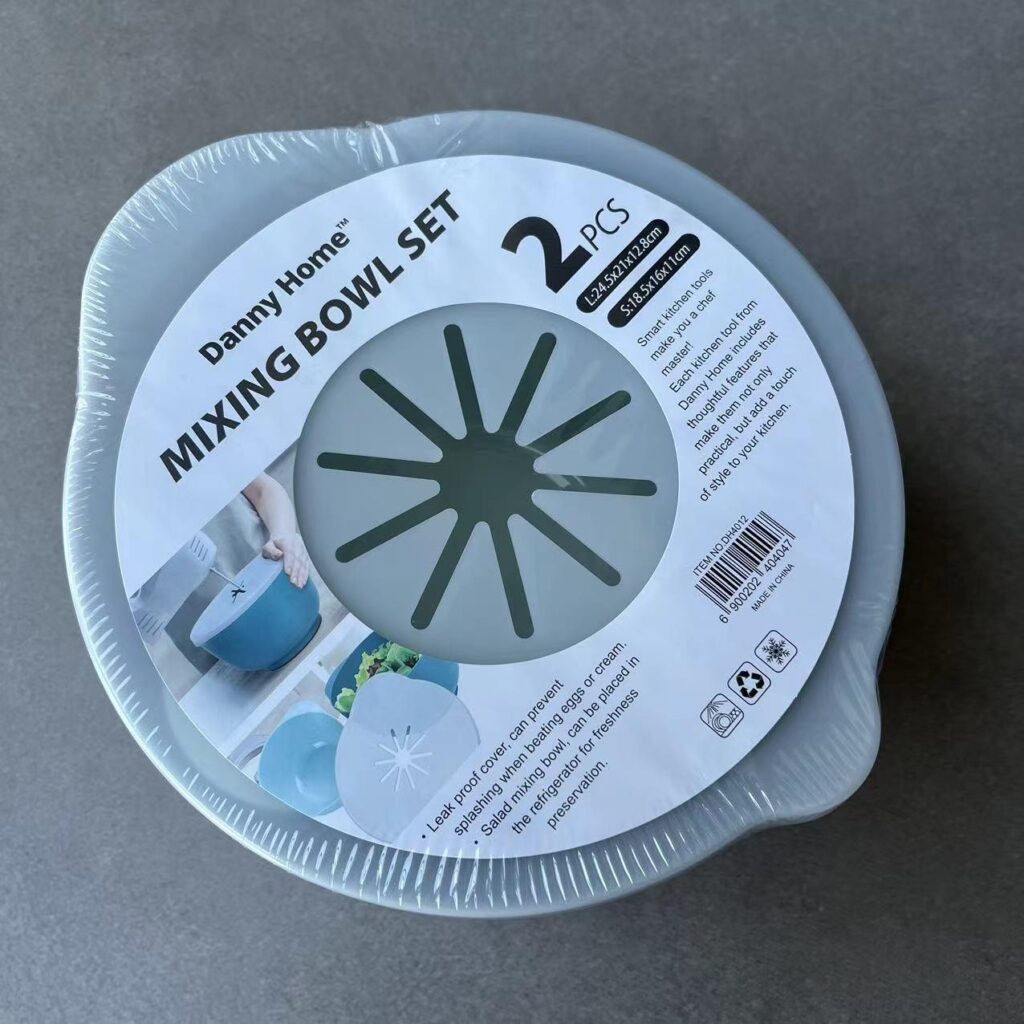 Danny Home™
MIXING BOWL SET
2 PCS
L:24.5x21x12.8cm
S:18.5x16x11cm
Smart kitchen tools
make you a chef
master!
Each kitchen tool from
Danny Home includes
thoughtful features that
make them not only
practical, but add a touch
of style to your kitchen.
ITEM NO.DH4012
6 900202 404047
MADE IN CHINA
• Leak proof cover, can prevent
splashing when beating eggs or cream.
• Salad mixing bowl, can be placed in
the refrigerator for freshness
preservation.